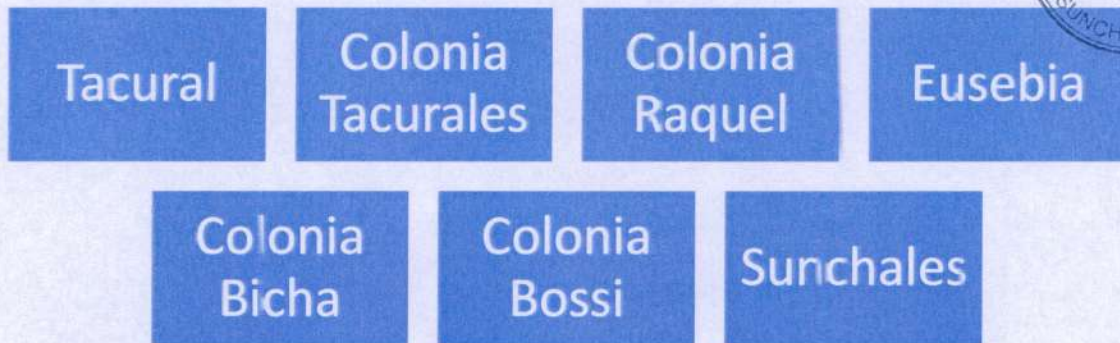 Tacural
Colonia
Tacurales
Colonia
Raquel
Eusebia
Colonia
Bicha
Colonia
Bossi
Sunchales